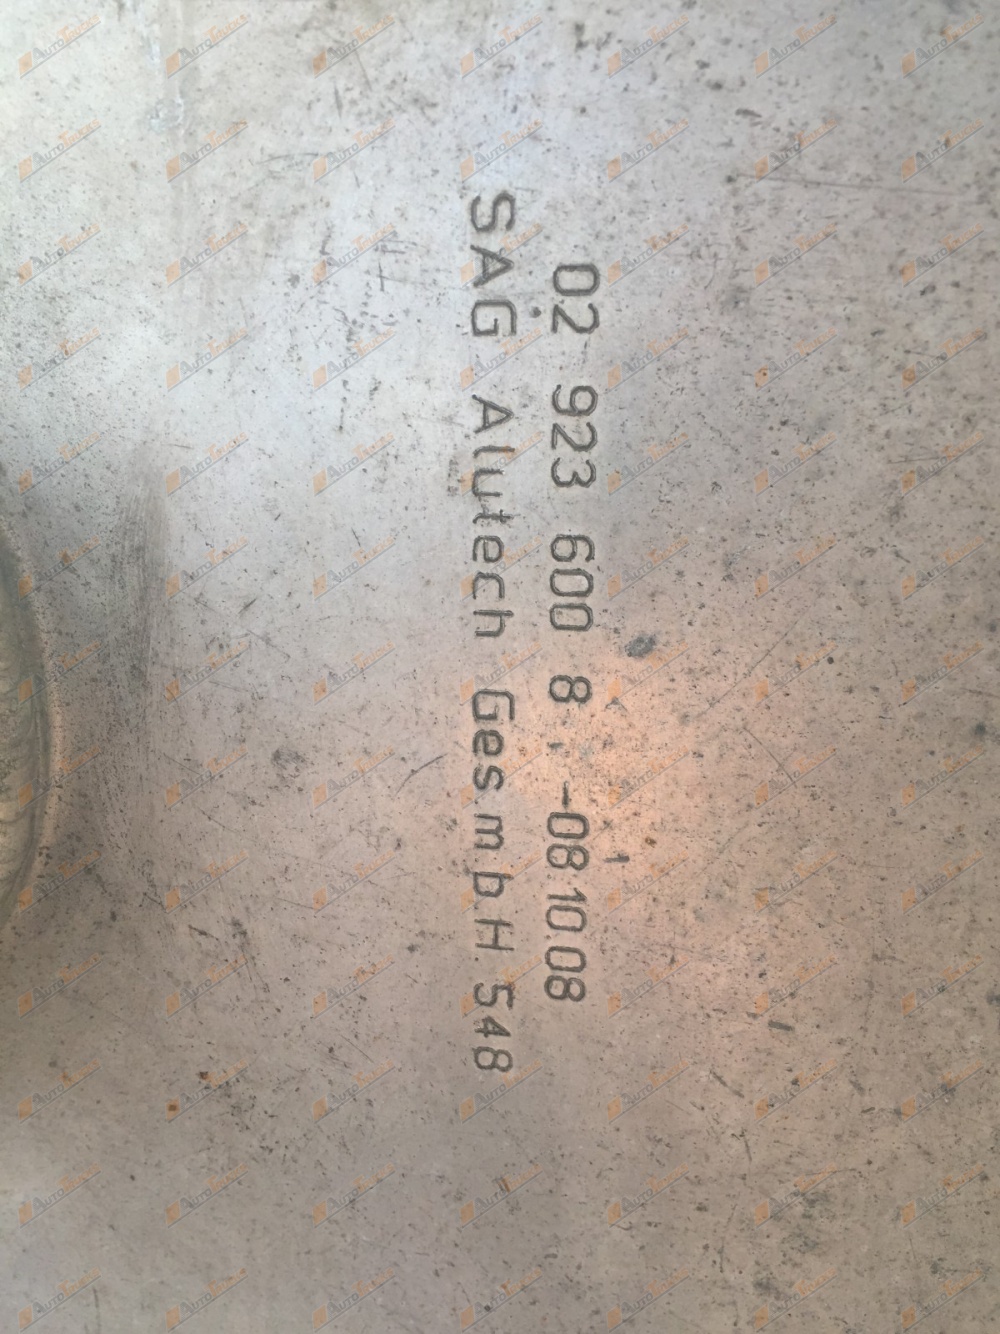 02 923 600 8 -08.10.08
SAG Alutech Ges.m.b.H. 548